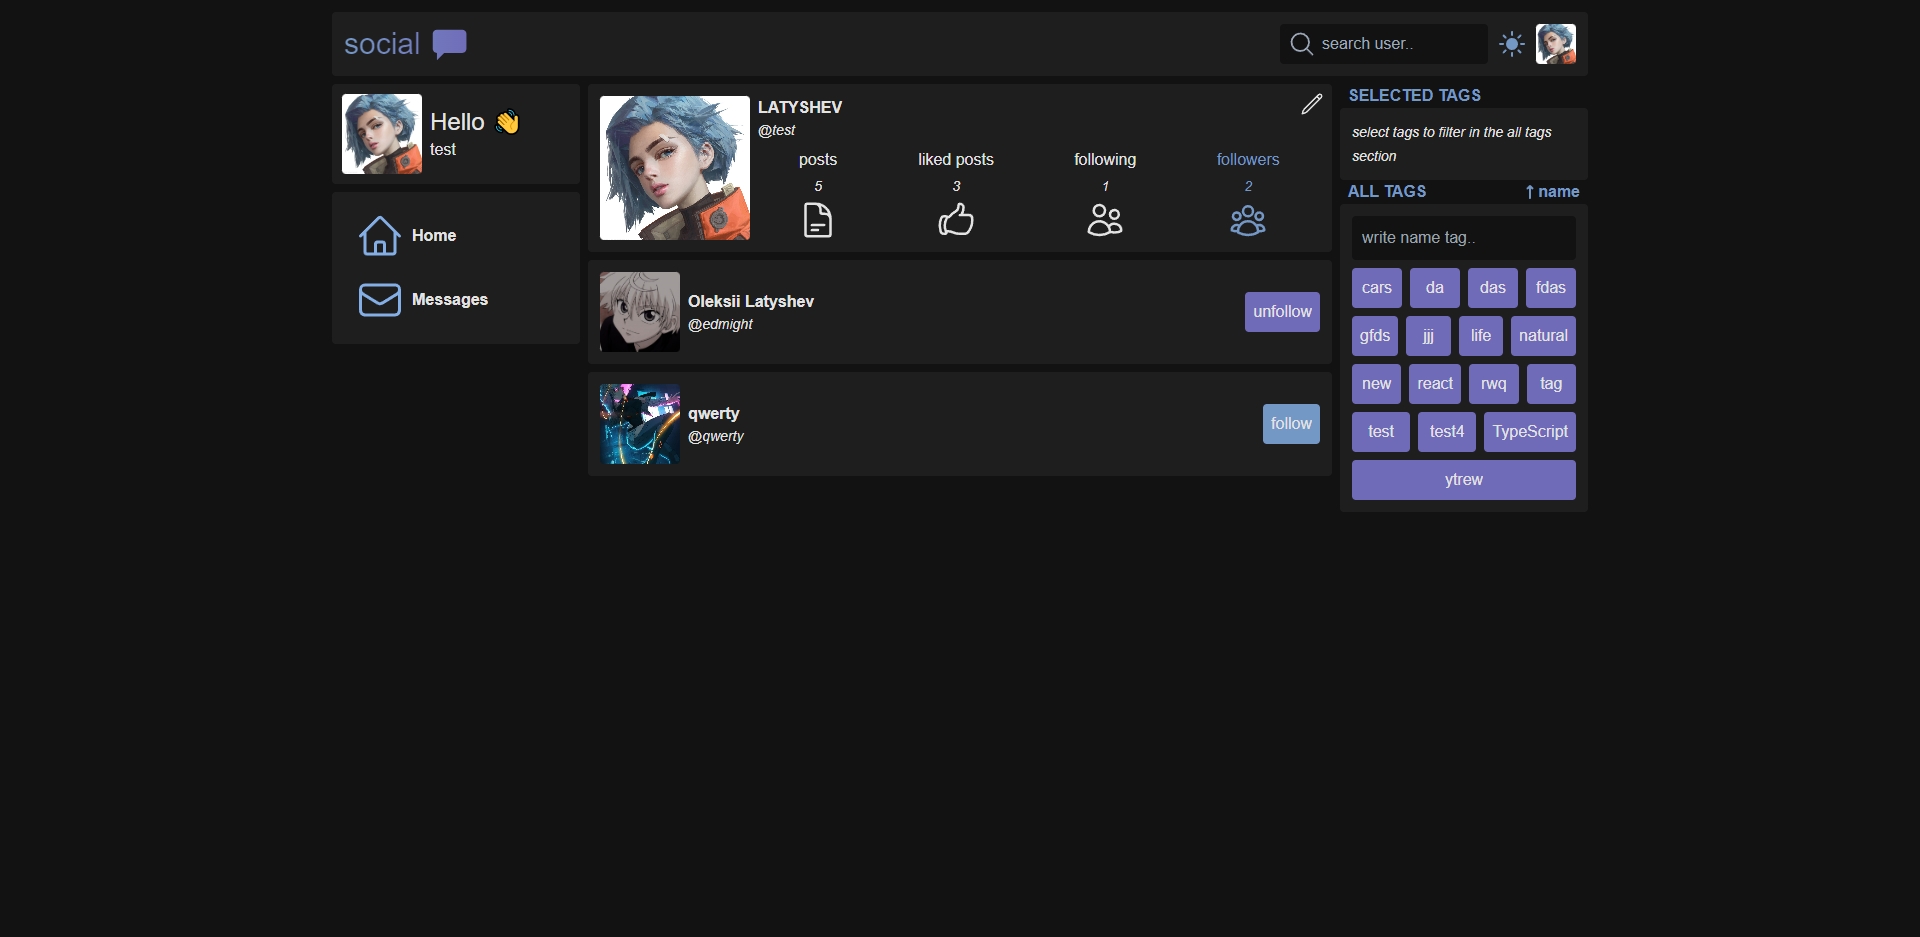 social
search user..
Hello 👋
test
Home
Messages
LATYSHEV
@test
posts liked posts following followers
5 3 1 2
Oleksii Latyshev
@edmight
unfollow
qwerty
@qwerty
follow
SELECTED TAGS
select tags to filter in the all tags
section
ALL TAGS ↑ name
write name tag..
cars da das fdas
gfds jjj life natural
new react rwq tag
test test4 TypeScript
ytrew